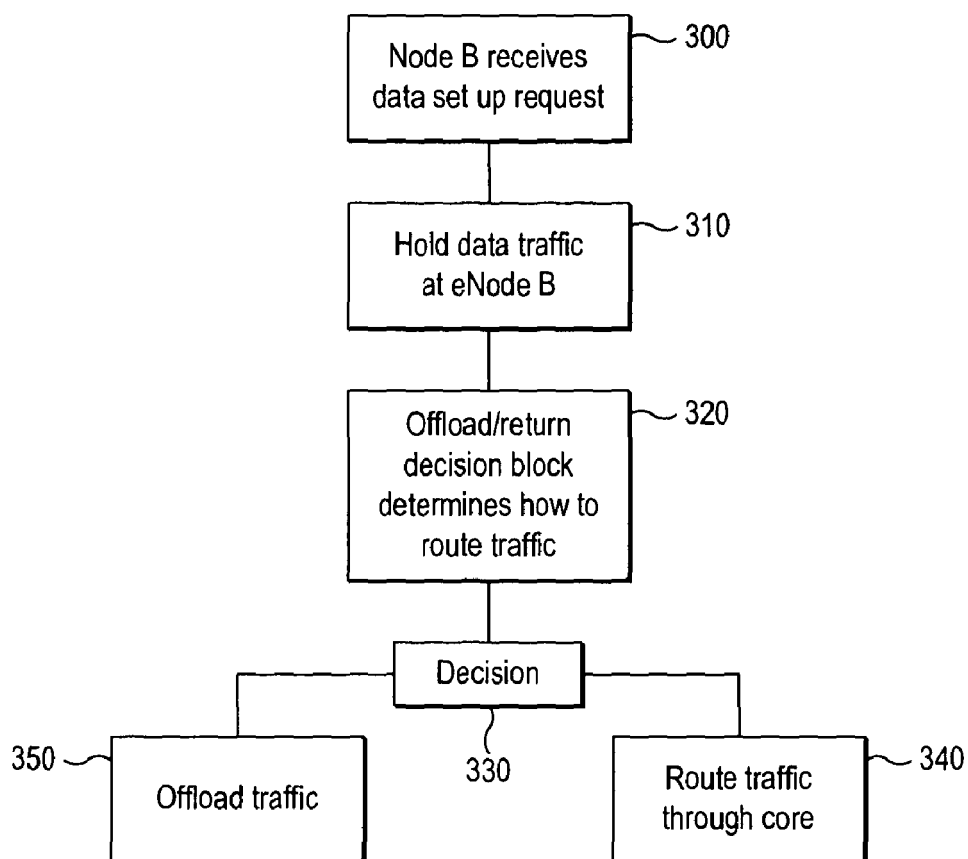 Node B receives
data set up request
300
Hold data traffic
at eNode B
310
Offload/return
decision block
determines how to
route traffic
320
Decision
330
350
Offload traffic
Route traffic
through core
340